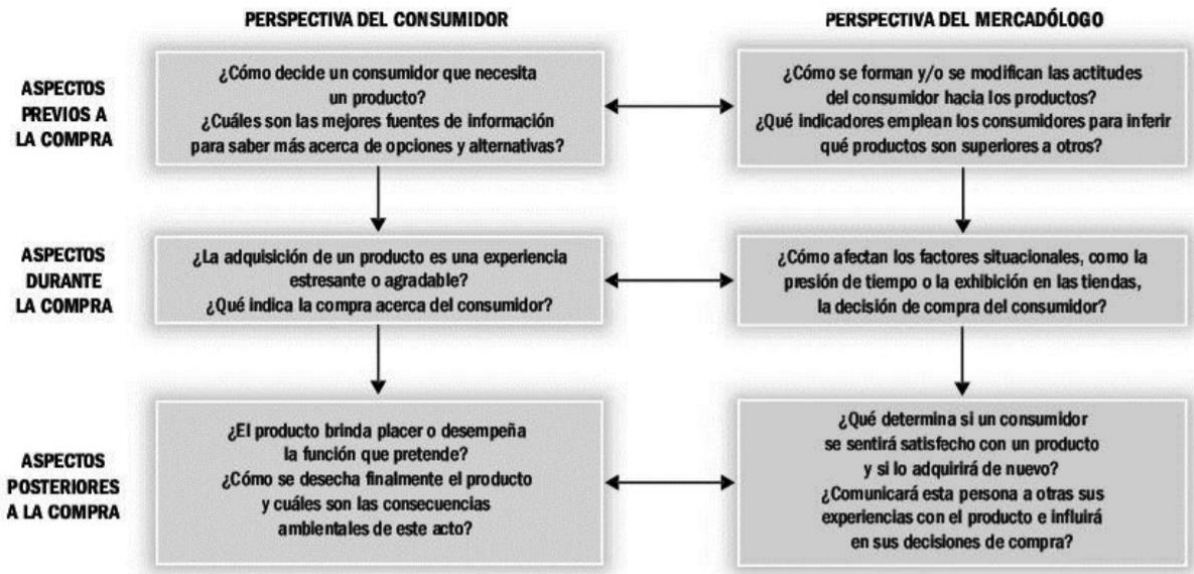 PERSPECTIVA DEL CONSUMIDOR
PERSPECTIVA DEL MERCADÓLOGO
ASPECTOS
PREVIOS A
LA COMPRA
¿Cómo decide un consumidor que necesita
un producto?
¿Cuáles son las mejores fuentes de información
para saber más acerca de opciones y alternativas?
¿Cómo se forman y/o se modifican las actitudes
del consumidor hacia los productos?
¿Qué indicadores emplean los consumidores para inferir
qué productos son superiores a otros?
ASPECTOS
DURANTE
LA COMPRA
¿La adquisición de un producto es una experiencia
estresante o agradable?
¿Qué indica la compra acerca del consumidor?
¿Cómo afectan los factores situacionales, como la
presión de tiempo o la exhibición en las tiendas,
la decisión de compra del consumidor?
ASPECTOS
POSTERIORES
A LA COMPRA
¿El producto brinda placer o desempeña
la función que pretende?
¿Cómo se desecha finalmente el producto
y cuáles son las consecuencias
ambientales de este acto?
¿Qué determina si un consumidor
se sentirá satisfecho con un producto
y si lo adquirirá de nuevo?
¿Comunicará esta persona a otras sus
experiencias con el producto e influirá
en sus decisiones de compra?